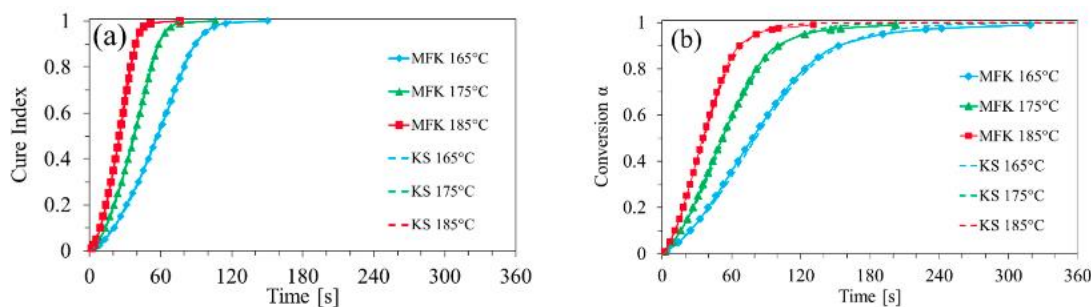 (a)
Cure Index
1
0.8
0.6
0.4
0.2
0
0 60 120 180 240 300 360
Time [s]
MFK 165°C
MFK 175°C
MFK 185°C
KS 165°C
KS 175°C
KS 185°C
(b)
Conversion α
1
0.8
0.6
0.4
0.2
0
0 60 120 180 240 300 360
Time [s]
MFK 165°C
MFK 175°C
MFK 185°C
KS 165°C
KS 175°C
KS 185°C